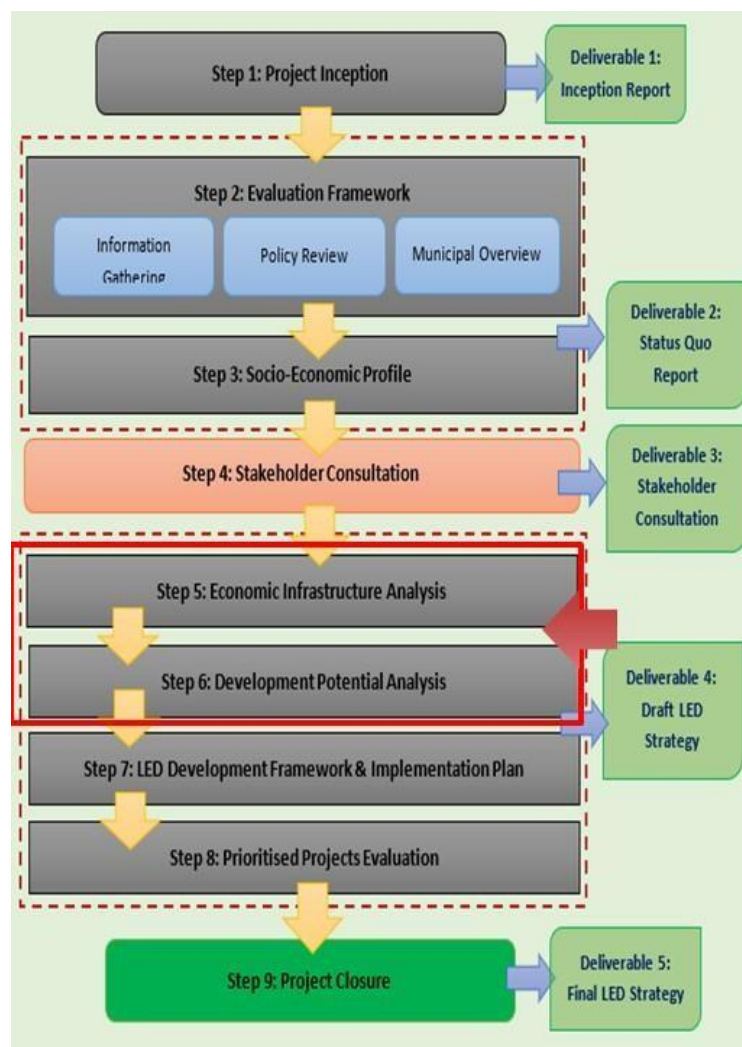 Step 1: Project Inception
Deliverable 1:
Inception Report
Step 2: Evaluation Framework
Information
Gathering
Policy Review
Municipal Overview
Step 3: Socio-Economic Profile
Deliverable 2:
Status Quo
Report
Step 4: Stakeholder Consultation
Deliverable 3:
Stakeholder
Consultation
Step 5: Economic Infrastructure Analysis
Step 6: Development Potential Analysis
Deliverable 4:
Draft LED
Strategy
Step 7: LED Development Framework & Implementation Plan
Step 8: Prioritised Projects Evaluation
Step 9: Project Closure
Deliverable 5:
Final LED Strategy